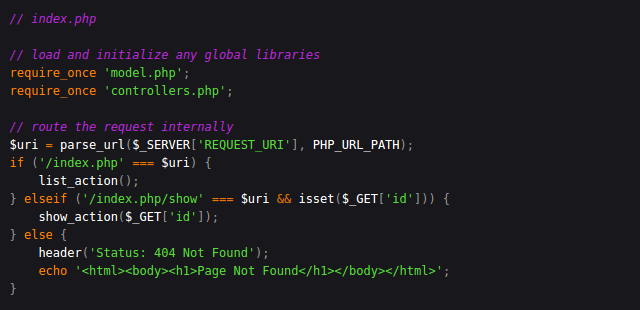 // index.php

// load and initialize any global libraries
require_once 'model.php';
require_once 'controllers.php';

// route the request internally
$uri = parse_url($_SERVER['REQUEST_URI'], PHP_URL_PATH);
if ('/index.php' === $uri) {
    list_action();
} elseif ('/index.php/show' === $uri && isset($_GET['id'])) {
    show_action($_GET['id']);
} else {
    header('Status: 404 Not Found');
    echo '<html><body><h1>Page Not Found</h1></body></html>';
}